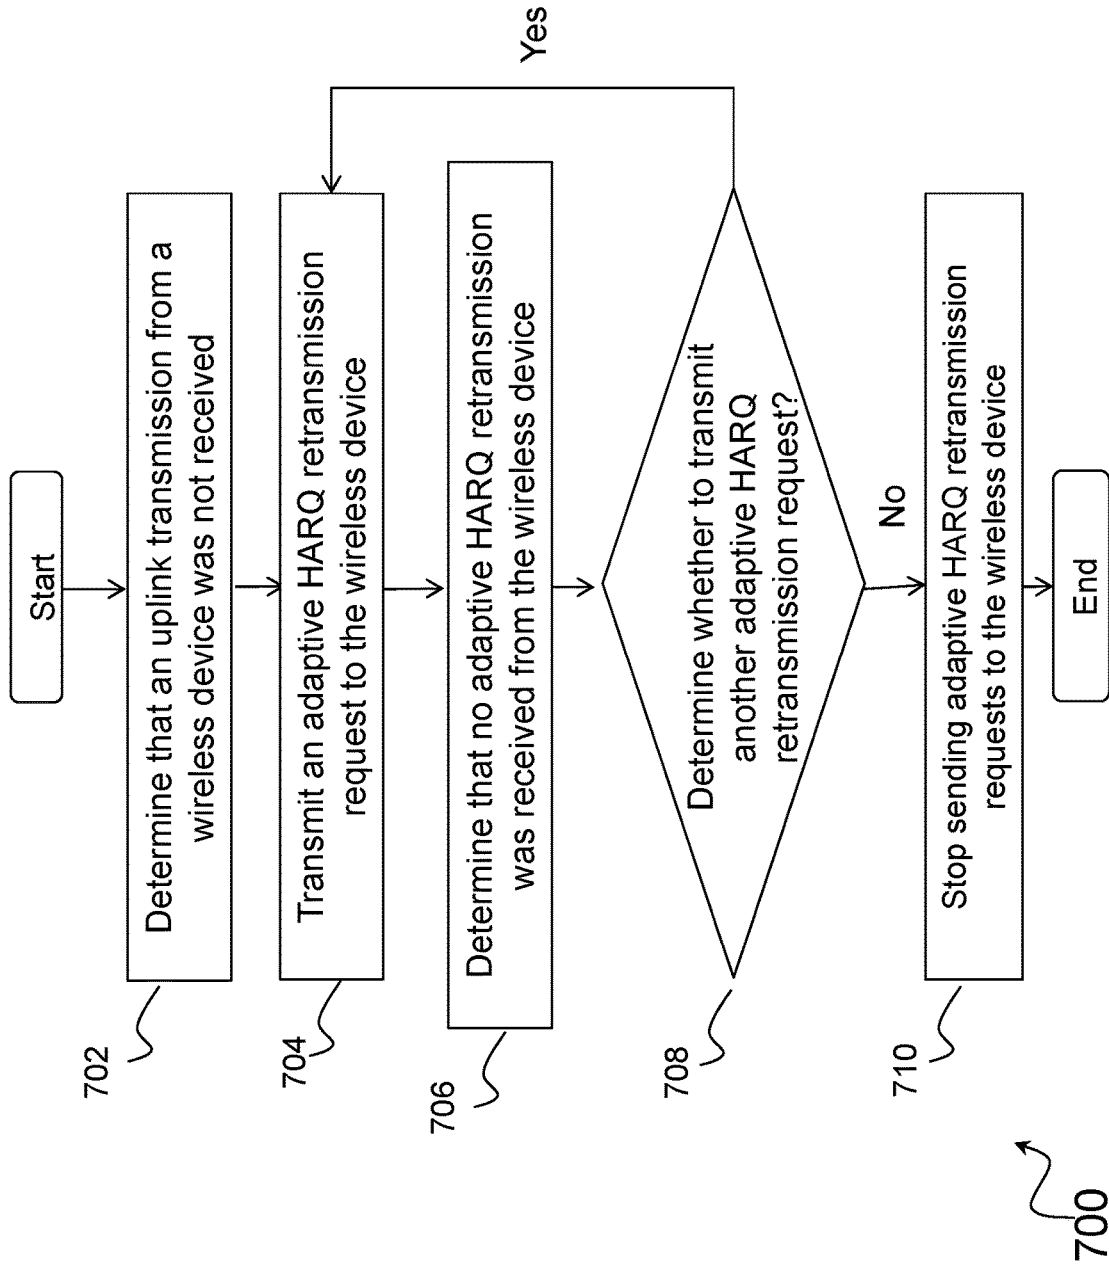 Start
702
Determine that an uplink transmission from a
wireless device was not received
704
Transmit an adaptive HARQ retransmission
request to the wireless device
Yes
706
Determine that no adaptive HARQ retransmission
was received from the wireless device
708
Determine whether to transmit
another adaptive HARQ
retransmission request?
No
710
Stop sending adaptive HARQ retransmission
requests to the wireless device
End
700